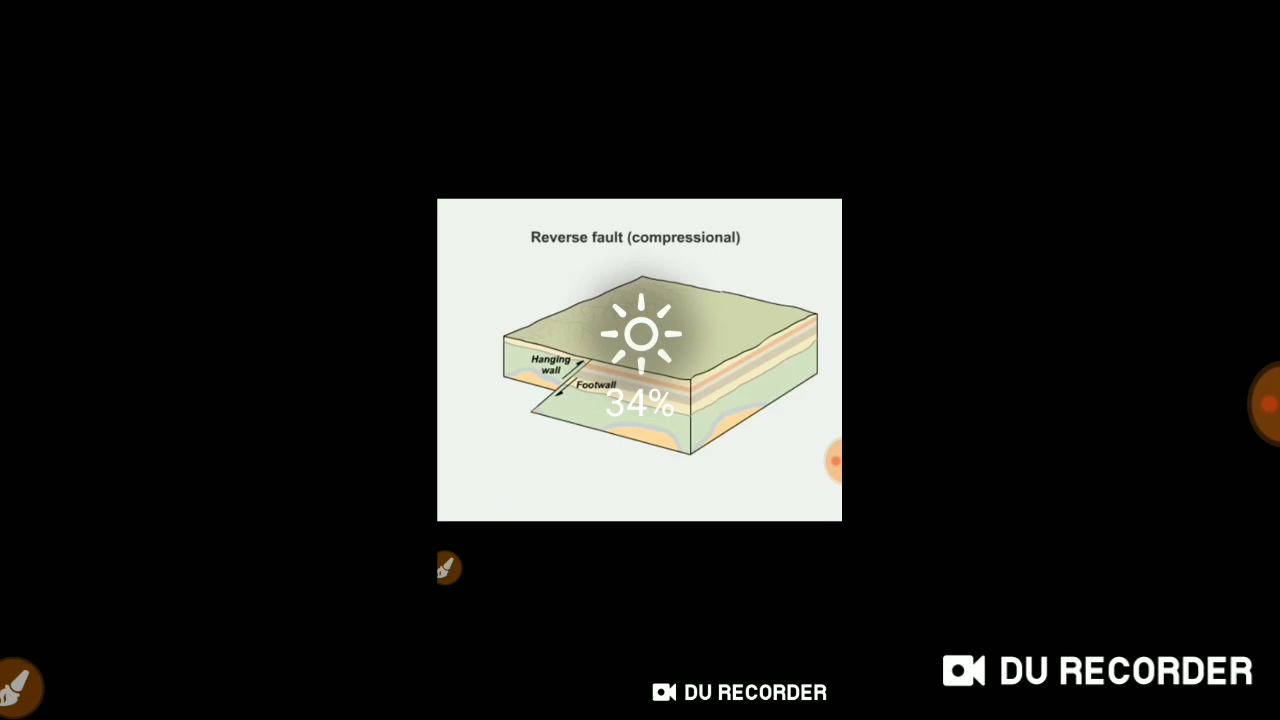 Reverse fault (compressional)
Hanging
wall
Footwall
34%
DU RECORDER
DU RECORDER